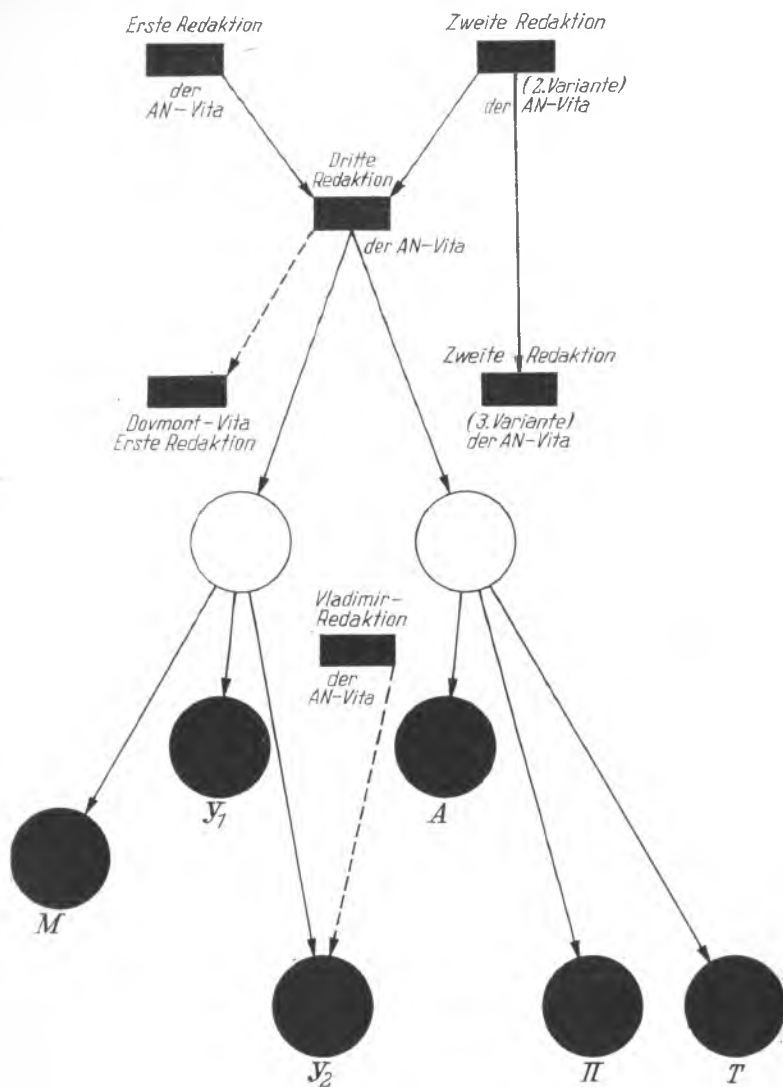 Erste Redaktion
der
AN-Vita
Zweite Redaktion
(2. Variante)
der AN-Vita
Dritte
Redaktion
der AN-Vita
Dovmont-Vita
Erste Redaktion
Zweite Redaktion
(3. Variante)
der AN-Vita
Vladimir-
Redaktion
der
AN-Vita
У1
А
М
У2
П
Т